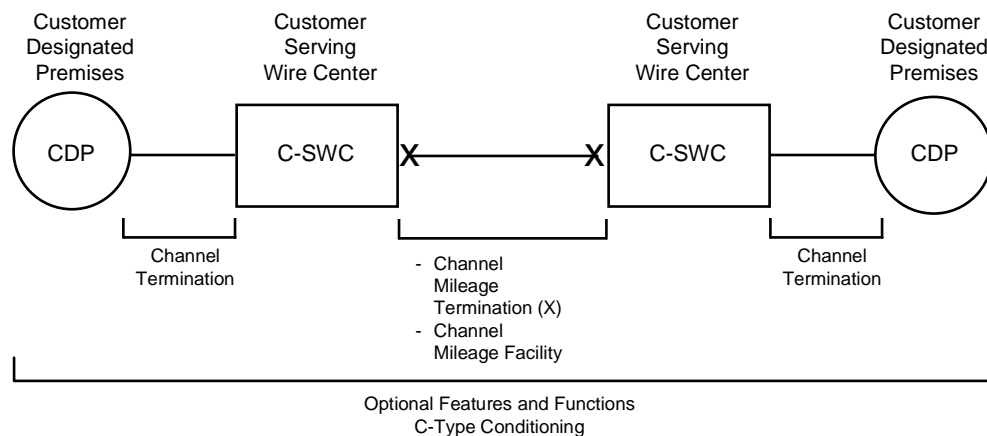 Customer
Designated
Premises
Customer
Serving
Wire Center
Customer
Serving
Wire Center
Customer
Designated
Premises
CDP
C-SWC
X
X
C-SWC
CDP
Channel
Termination
- Channel
Mileage
Termination (X)
- Channel
Mileage Facility
Channel
Termination
Optional Features and Functions
C-Type Conditioning